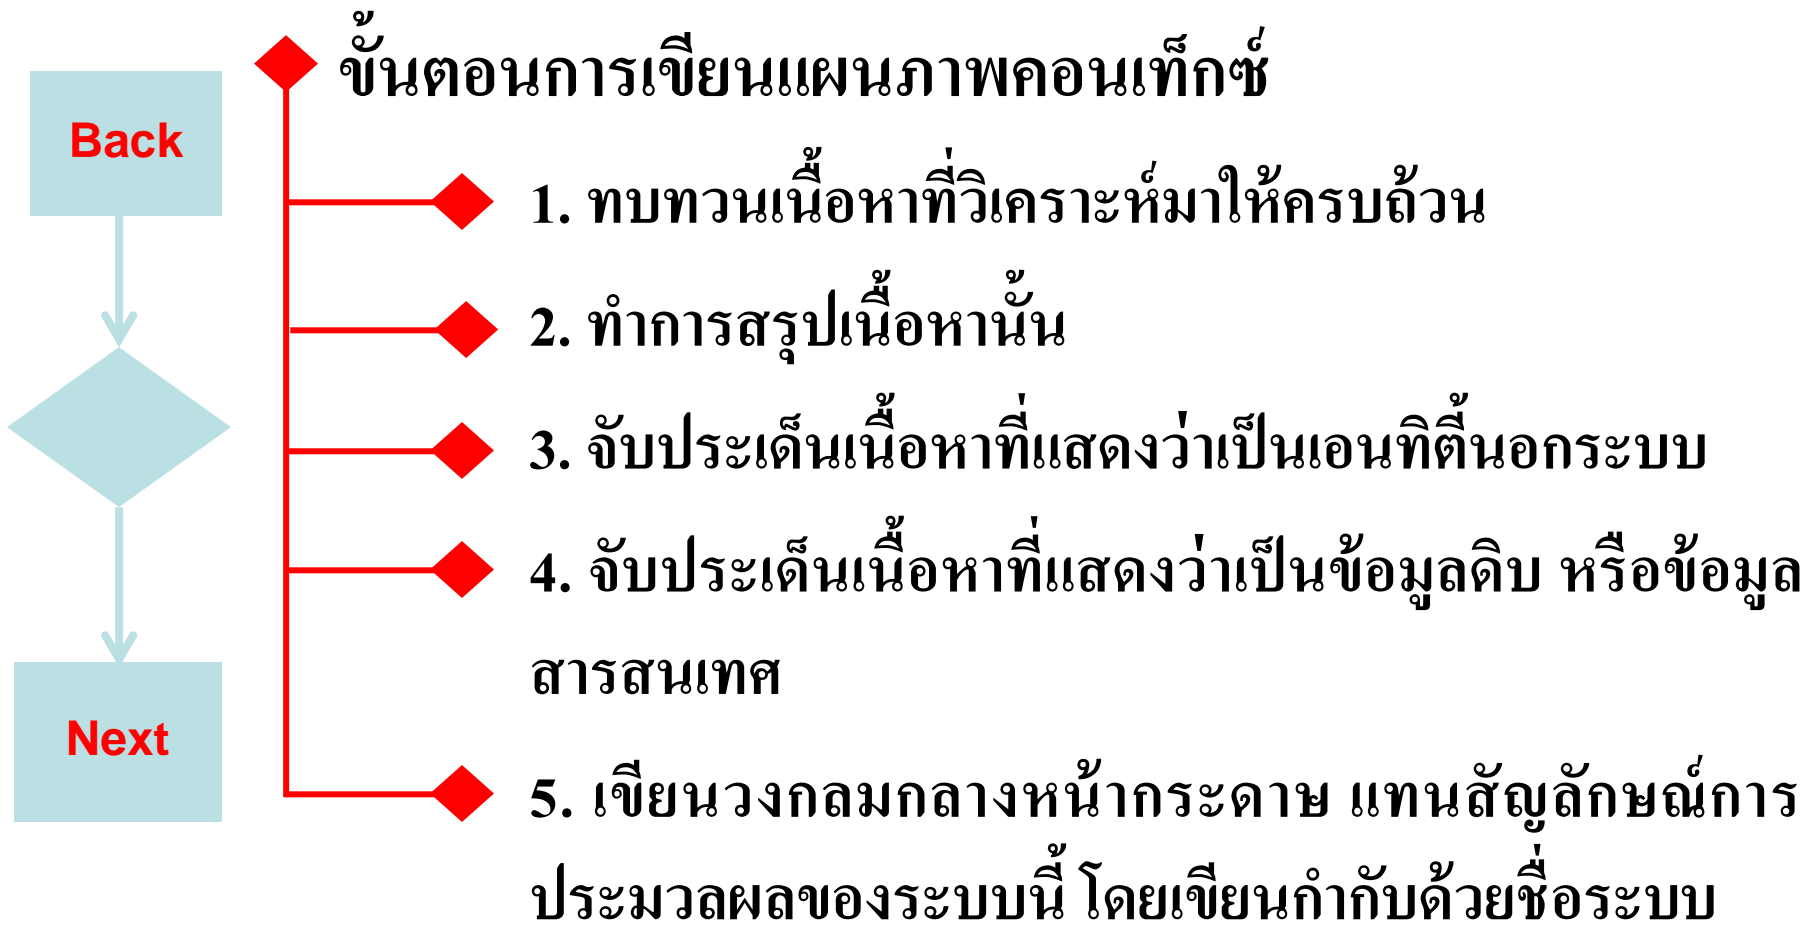 ขั้นตอนการเขียนแผนภาพคอนเท็กซ์
Back
1. ทบทวนเนื้อหาที่วิเคราะห์มาให้ครบถ้วน
2. ทำการสรุปเนื้อหานั้น
3. จับประเด็นเนื้อหาที่แสดงว่าเป็นเอนทิตี้นอกระบบ
4. จับประเด็นเนื้อหาที่แสดงว่าเป็นข้อมูลดิบ หรือข้อมูล
สารสนเทศ
Next
5. เขียนวงกลมกลางหน้ากระดาษ แทนสัญลักษณ์การ
ประมวลผลของระบบนี้ โดยเขียนกำกับด้วยชื่อระบบ